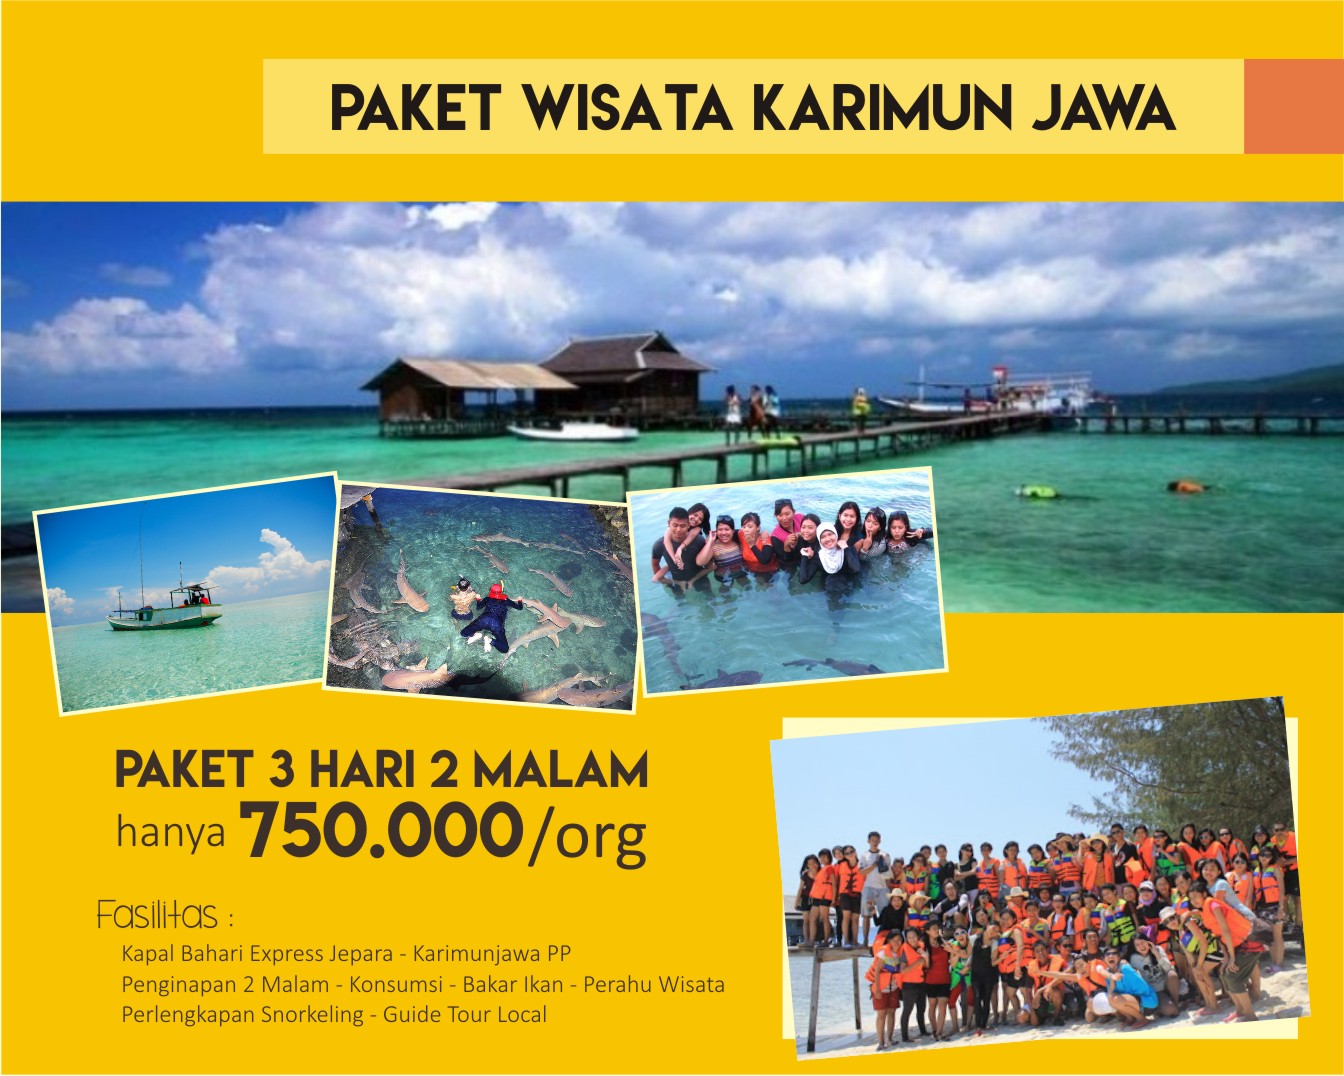 PAKET WISATA KARIMUN JAWA
PAKET 3 HARI 2 MALAM
hanya 750.000/org
Fasilitas :
Kapal Bahari Express Jepara - Karimunjawa PP
Penginapan 2 Malam - Konsumsi - Bakar Ikan - Perahu Wisata
Perlengkapan Snorkeling - Guide Tour Local